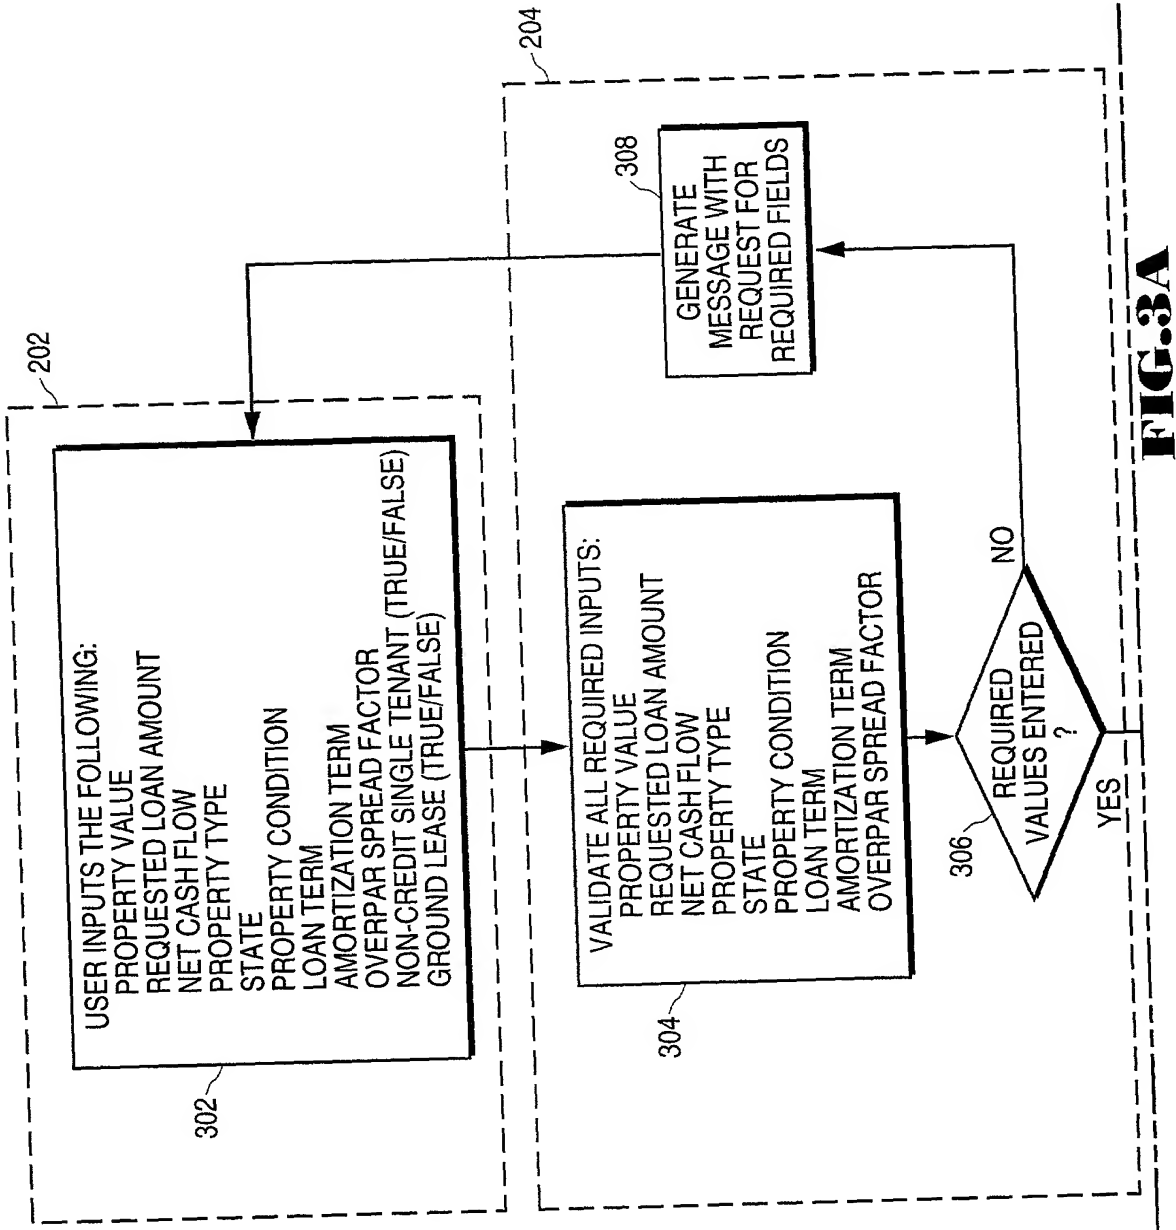 202
USER INPUTS THE FOLLOWING:
PROPERTY VALUE
REQUESTED LOAN AMOUNT
NET CASH FLOW
PROPERTY TYPE
STATE
PROPERTY CONDITION
LOAN TERM
AMORTIZATION TERM
OVERPAR SPREAD FACTOR
NON-CREDIT SINGLE TENANT (TRUE/FALSE)
GROUND LEASE (TRUE/FALSE)
302
204
VALIDATE ALL REQUIRED INPUTS:
PROPERTY VALUE
REQUESTED LOAN AMOUNT
NET CASH FLOW
PROPERTY TYPE
STATE
PROPERTY CONDITION
LOAN TERM
AMORTIZATION TERM
OVERPAR SPREAD FACTOR
304
308
GENERATE
MESSAGE WITH
REQUEST FOR
REQUIRED FIELDS
306
REQUIRED
VALUES ENTERED
?
NO
YES
FIG.3A